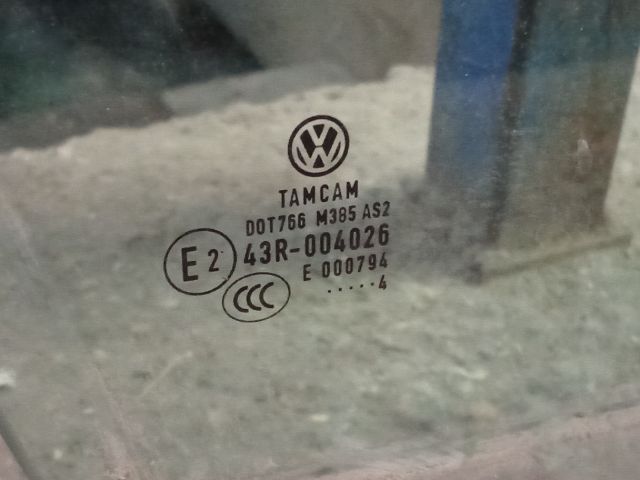 TAMCAM
DOT766 M385 AS2
E2 43R-004026
E 000794
CCC
.....4